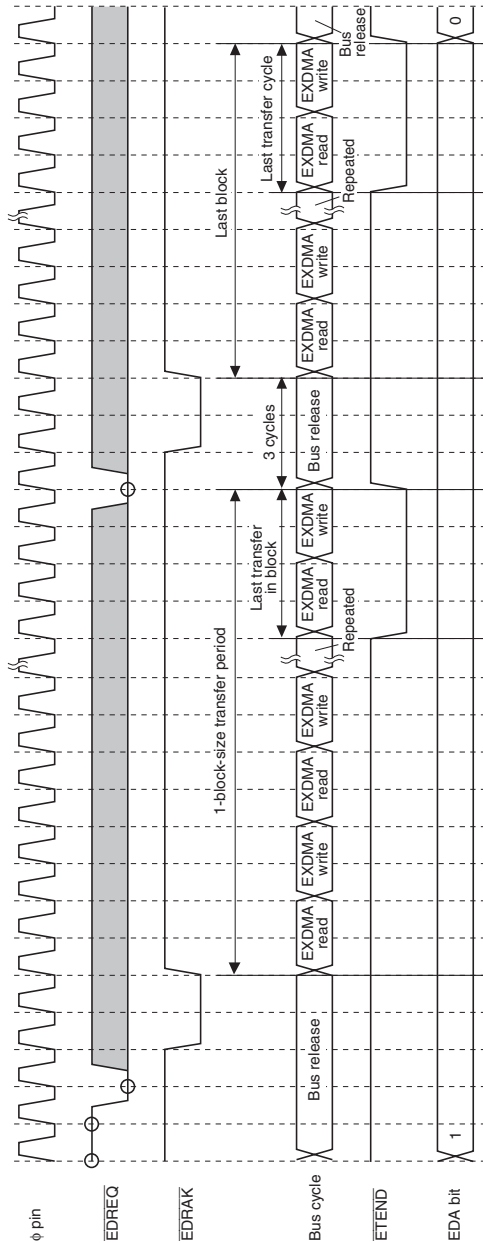 φ pin
EDREQ
EDRAK
1-block-size transfer period
Last transfer
in block
3 cycles
Last block
Last transfer cycle
Bus cycle
Bus release
EXDMA
read
EXDMA
write
EXDMA
read
EXDMA
write
Repeated
EXDMA
read
EXDMA
write
Bus release
EXDMA
read
EXDMA
write
Repeated
EXDMA
read
EXDMA
write
Bus
release
ETEND
EDA bit
1
0